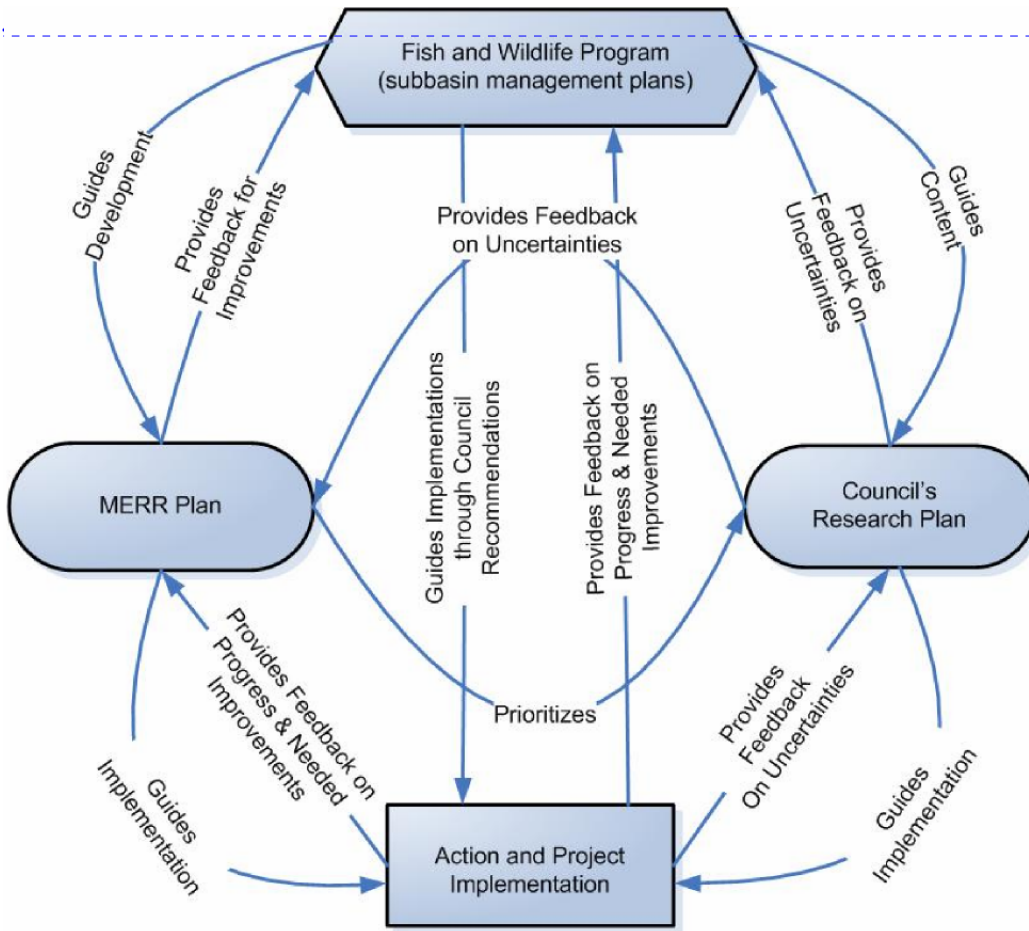 Fish and Wildlife Program
(subbasin management plans)
Guides
Development
Provides
Feedback for
Improvements
Provides Feedback
on Uncertainties
Provides
Feedback on
Uncertainties
Guides
Content
Guides Implementations
through Council
Recommendations
Provides Feedback on
Progress & Needed
Improvements
MERR Plan
Council's
Research Plan
Provides Feedback on
Progress & Needed
Improvements
Prioritizes
Provides
Feedback
On Uncertainties
Guides
Implementation
Guides
Implementation
Action and Project
Implementation